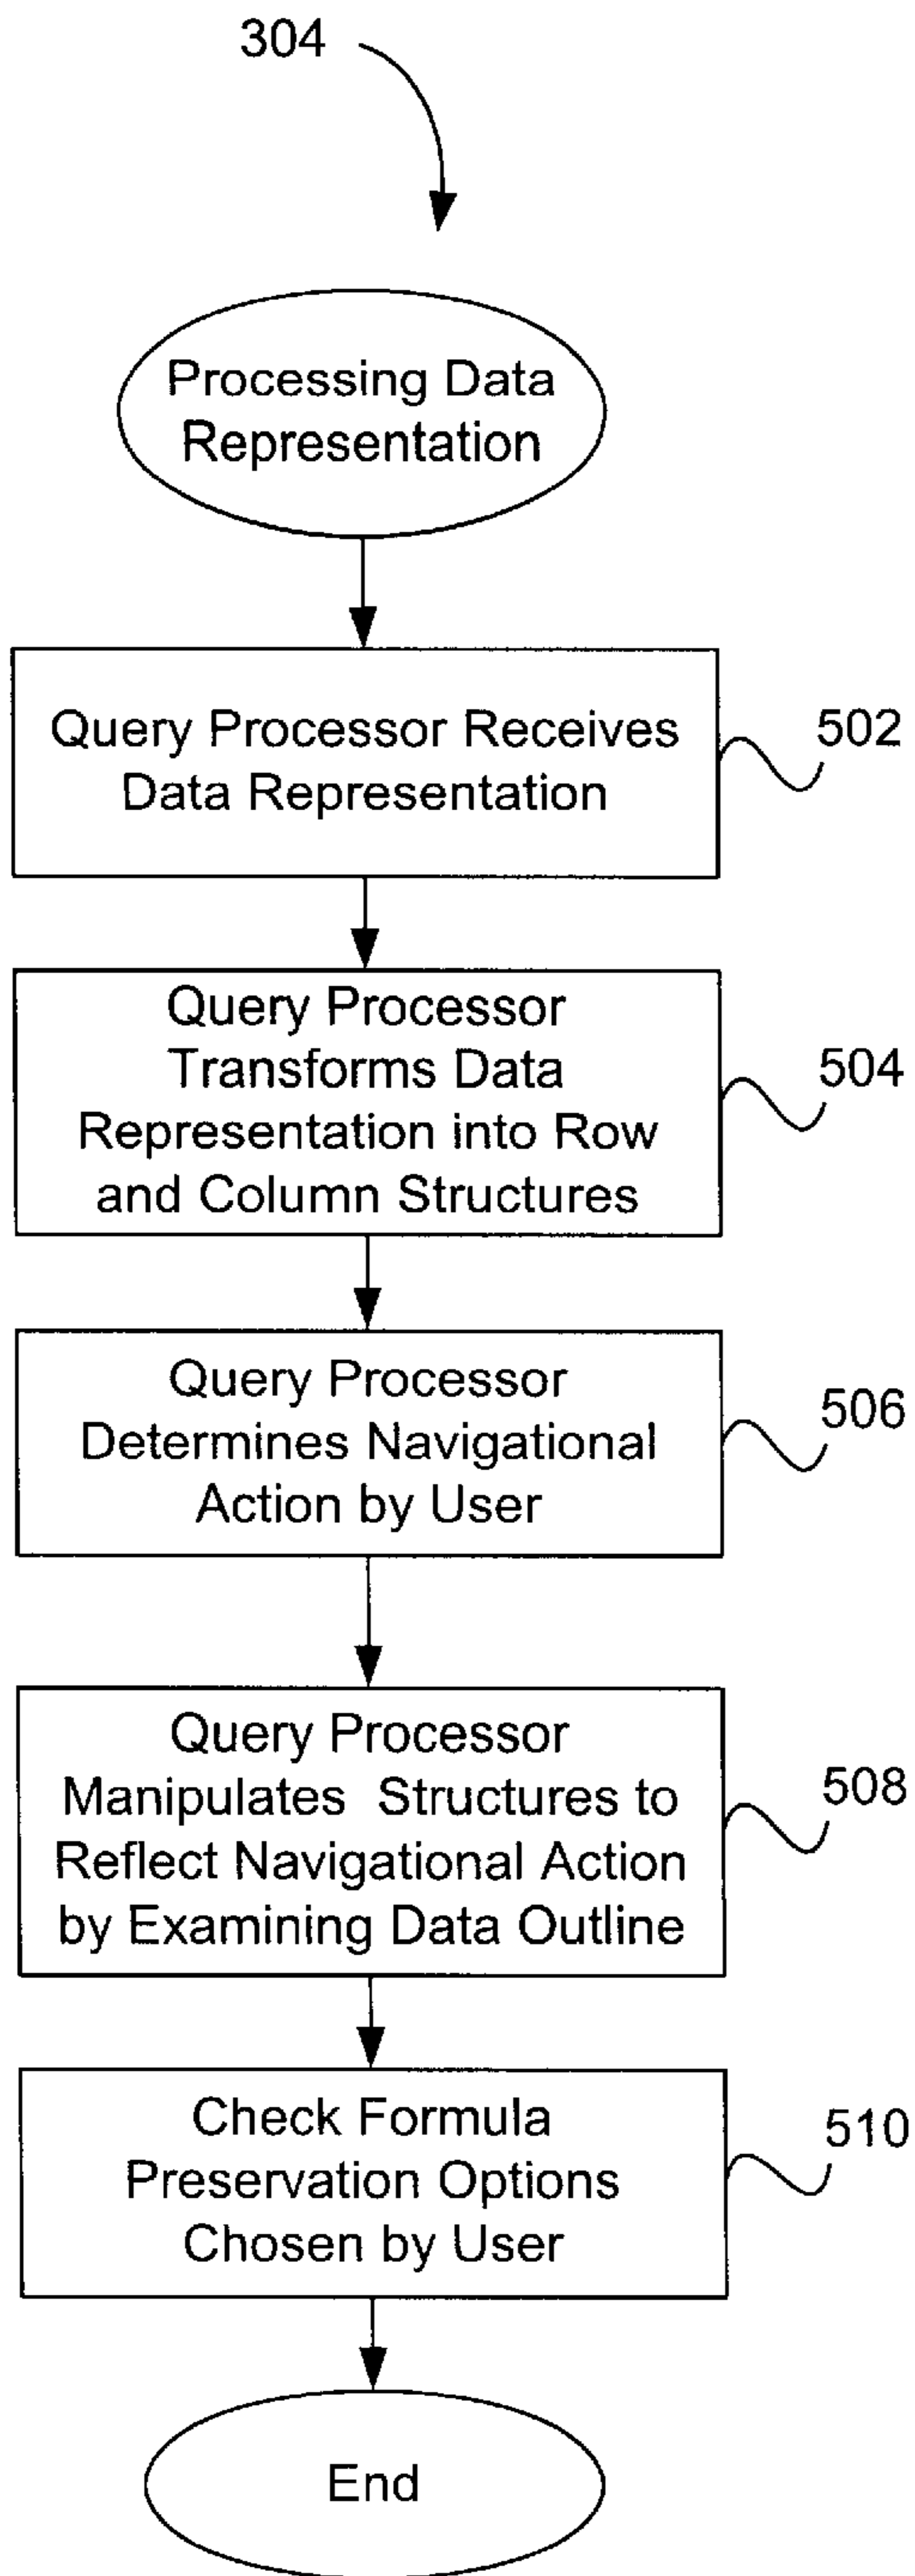 304
Processing Data
Representation
Query Processor Receives
Data Representation
502
Query Processor
Transforms Data
Representation into Row
and Column Structures
504
Query Processor
Determines Navigational
Action by User
506
Query Processor
Manipulates Structures to
Reflect Navigational Action
by Examining Data Outline
508
Check Formula
Preservation Options
Chosen by User
510
End